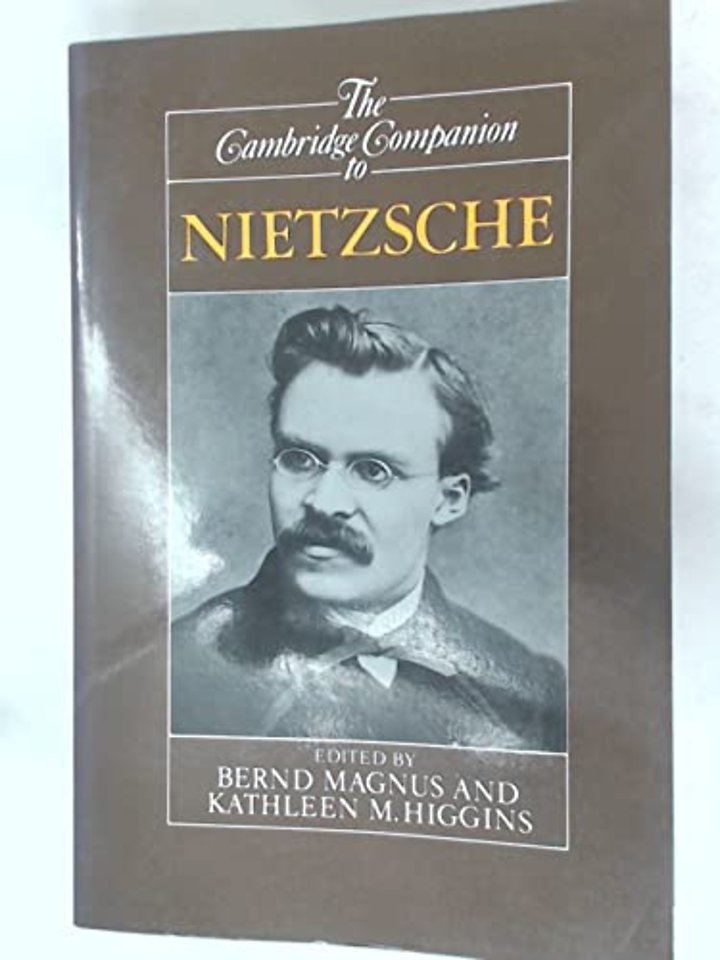 The
Cambridge Companion
to
NIETZSCHE
EDITED BY
BERND MAGNUS AND
KATHLEEN M. HIGGINS